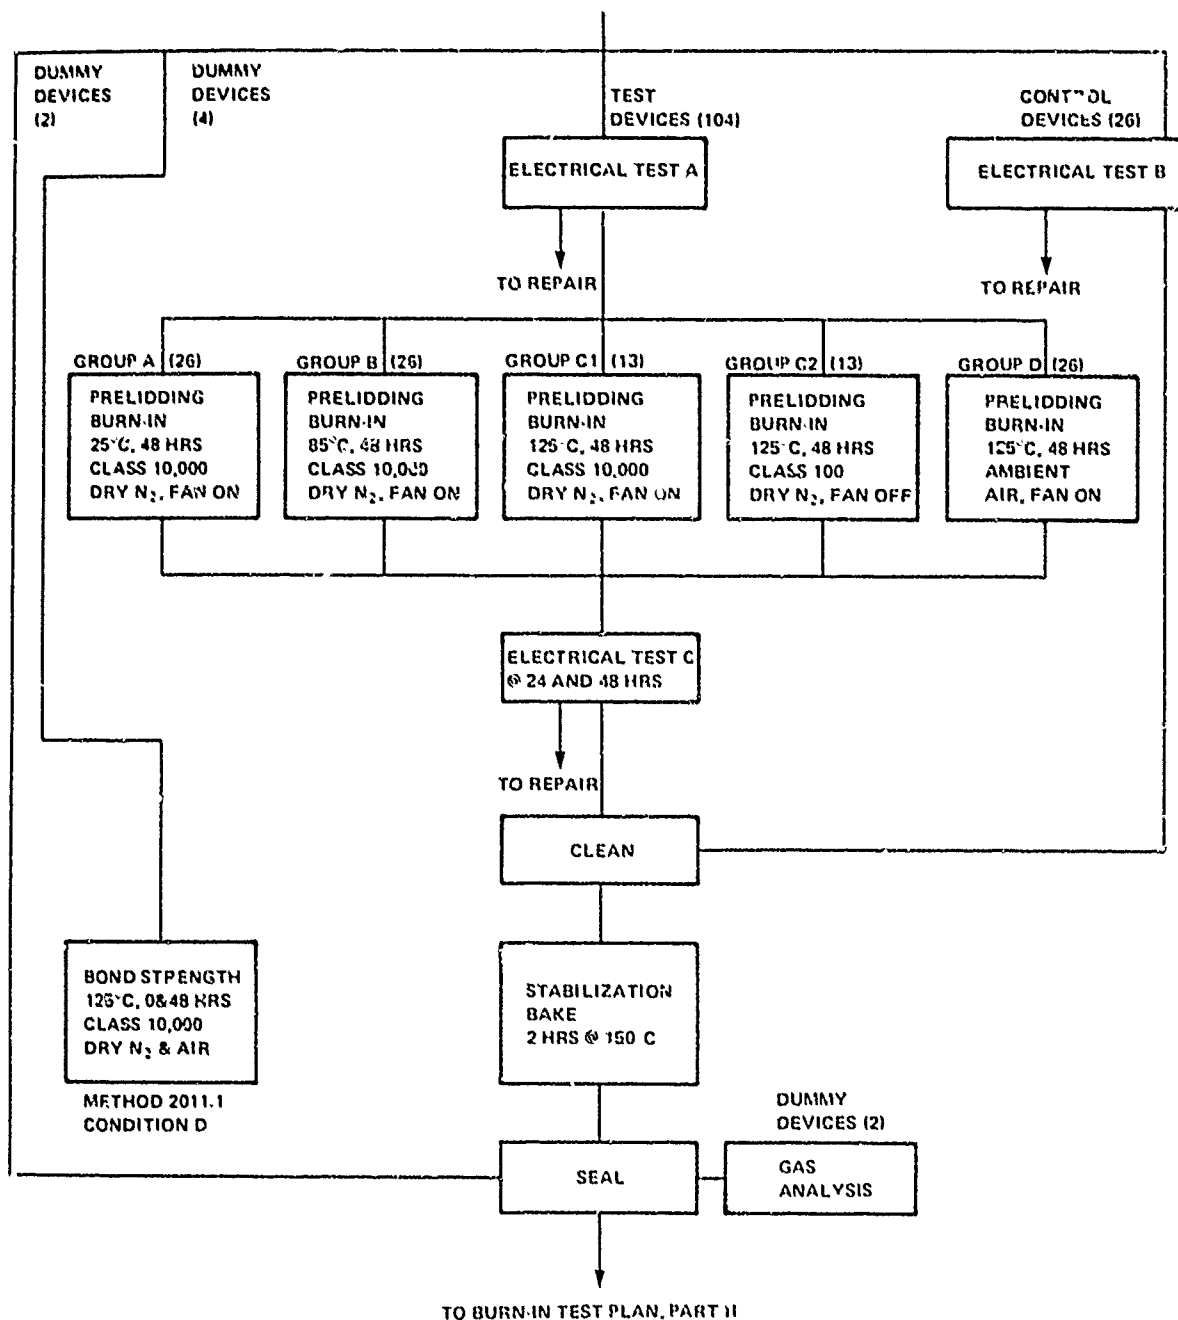 DUMMY
DEVICES
(2)
DUMMY
DEVICES
(4)
TEST
DEVICES (104)
CONTROL
DEVICES (26)
ELECTRICAL TEST A
ELECTRICAL TEST B
TO REPAIR
TO REPAIR
GROUP A (26)
PRELIDDING
BURN-IN
25°C, 48 HRS
CLASS 10,000
DRY N₂, FAN ON
GROUP B (26)
PRELIDDING
BURN-IN
85°C, 48 HRS
CLASS 10,000
DRY N₂, FAN ON
GROUP C1 (13)
PRELIDDING
BURN-IN
125°C, 48 HRS
CLASS 10,000
DRY N₂, FAN ON
GROUP C2 (13)
PRELIDDING
BURN-IN
125°C, 48 HRS
CLASS 100
DRY N₂, FAN OFF
GROUP D (26)
PRELIDDING
BURN-IN
125°C, 48 HRS
AMBIENT
AIR, FAN ON
ELECTRICAL TEST C
@ 24 AND 48 HRS
TO REPAIR
CLEAN
BOND STRENGTH
125°C, 0&48 HRS
CLASS 10,000
DRY N₂ & AIR
METHOD 2011.1
CONDITION D
STABILIZATION
BAKE
2 HRS @ 150 C
DUMMY
DEVICES (2)
SEAL
GAS
ANALYSIS
TO BURN-IN TEST PLAN, PART II